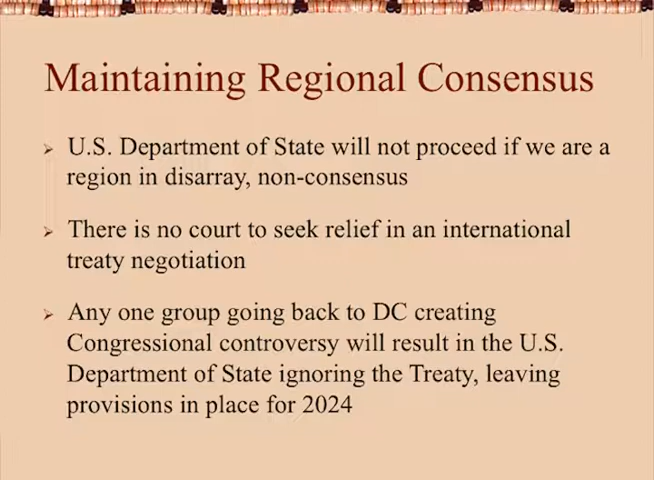 Maintaining Regional Consensus
U.S. Department of State will not proceed if we are a
region in disarray, non-consensus
There is no court to seek relief in an international
treaty negotiation
Any one group going back to DC creating
Congressional controversy will result in the U.S.
Department of State ignoring the Treaty, leaving
provisions in place for 2024